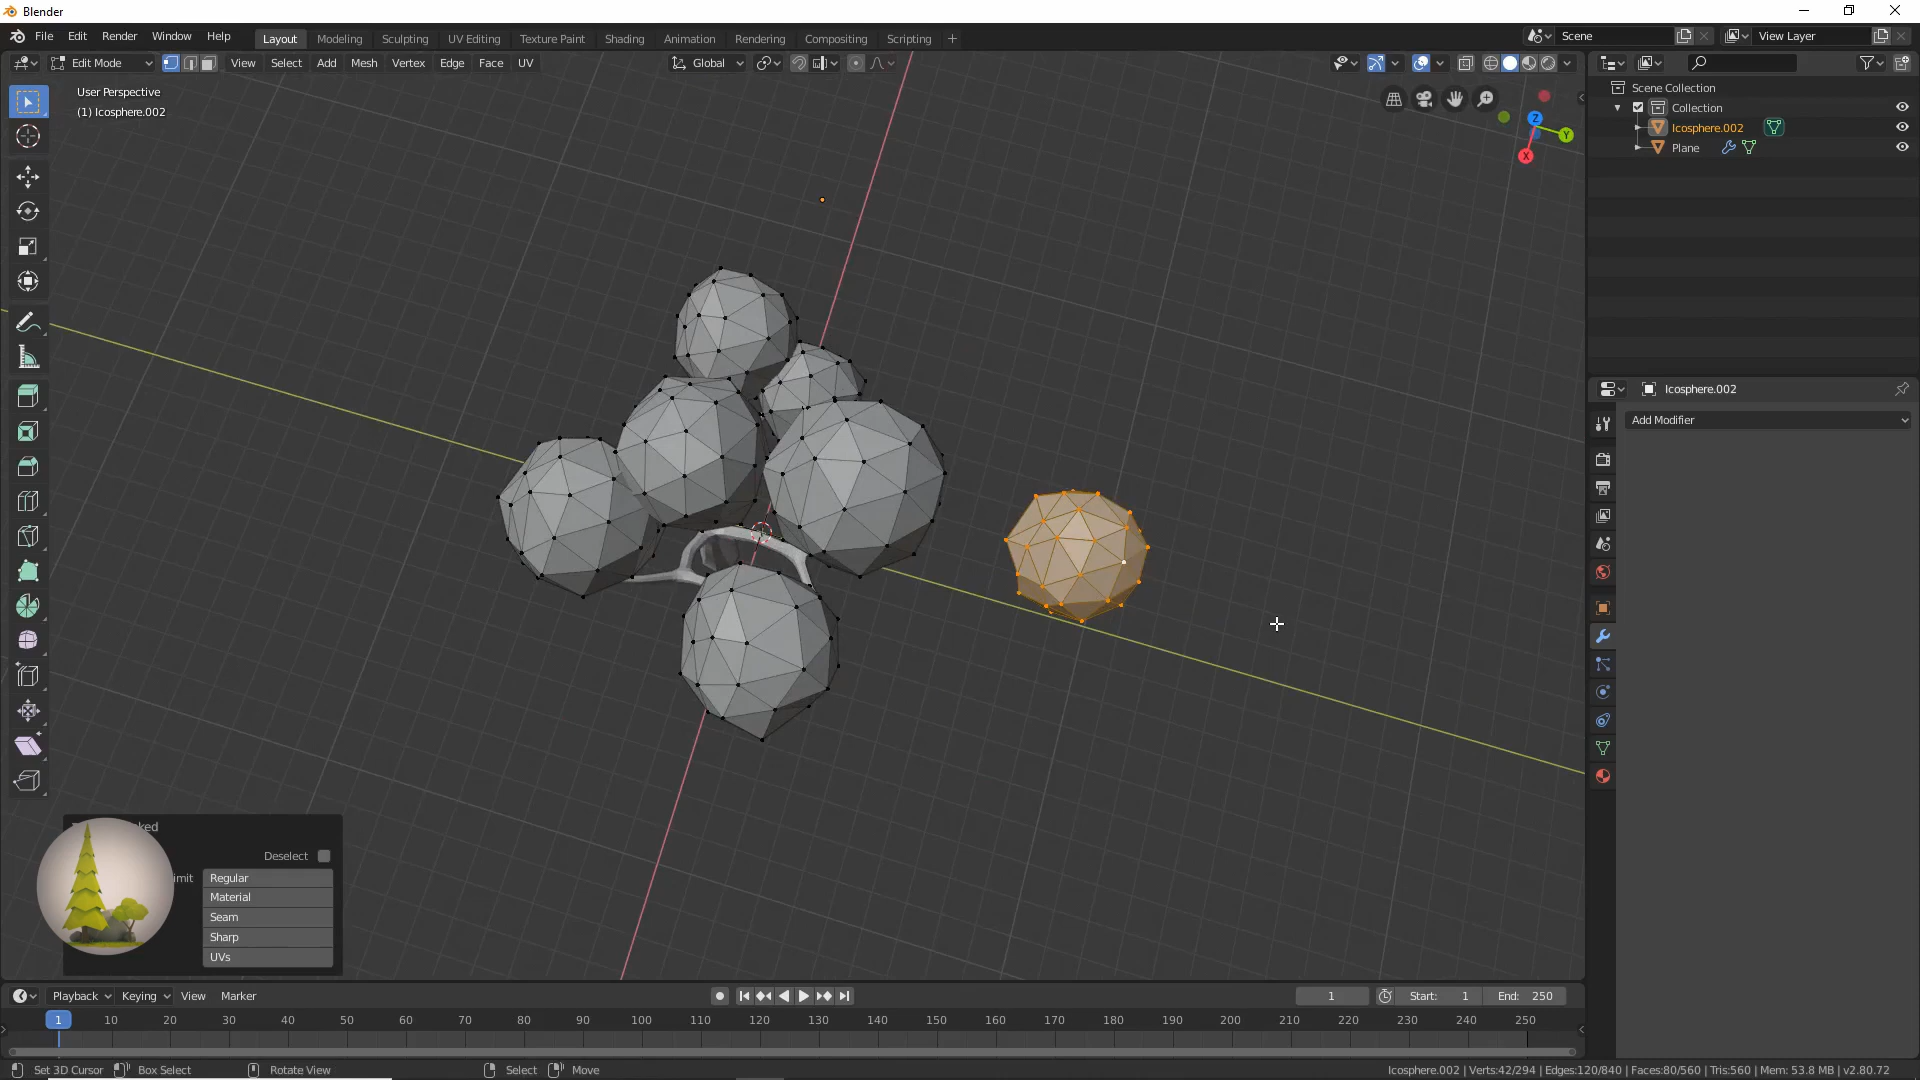 Blender
File Edit Render Window Help
Layout Modeling Sculpting UV Editing Texture Paint Shading Animation Rendering Compositing Scripting
Scene
View Layer
Edit Mode View Select Add Mesh Vertex Edge Face UV
Global
User Perspective
(1) Icosphere.002
Z
Y
X
Scene Collection
Collection
Icosphere.002
Plane
Icosphere.002
Add Modifier
Deselect
Regular
Material
Seam
Sharp
UVs
Playback Keying View Marker
1
Start: 1
End: 250
1 10 20 30 40 50 60 70 80 90 100 110 120 130 140 150 160 170 180 190 200 210 220 230 240 250
Set 3D Cursor Box Select Rotate View Select Move
Icosphere.002 | Verts:42/294 | Edges:120/840 | Faces:80/560 | Tris:560 | Mem: 53.8 MB | v2.80.72